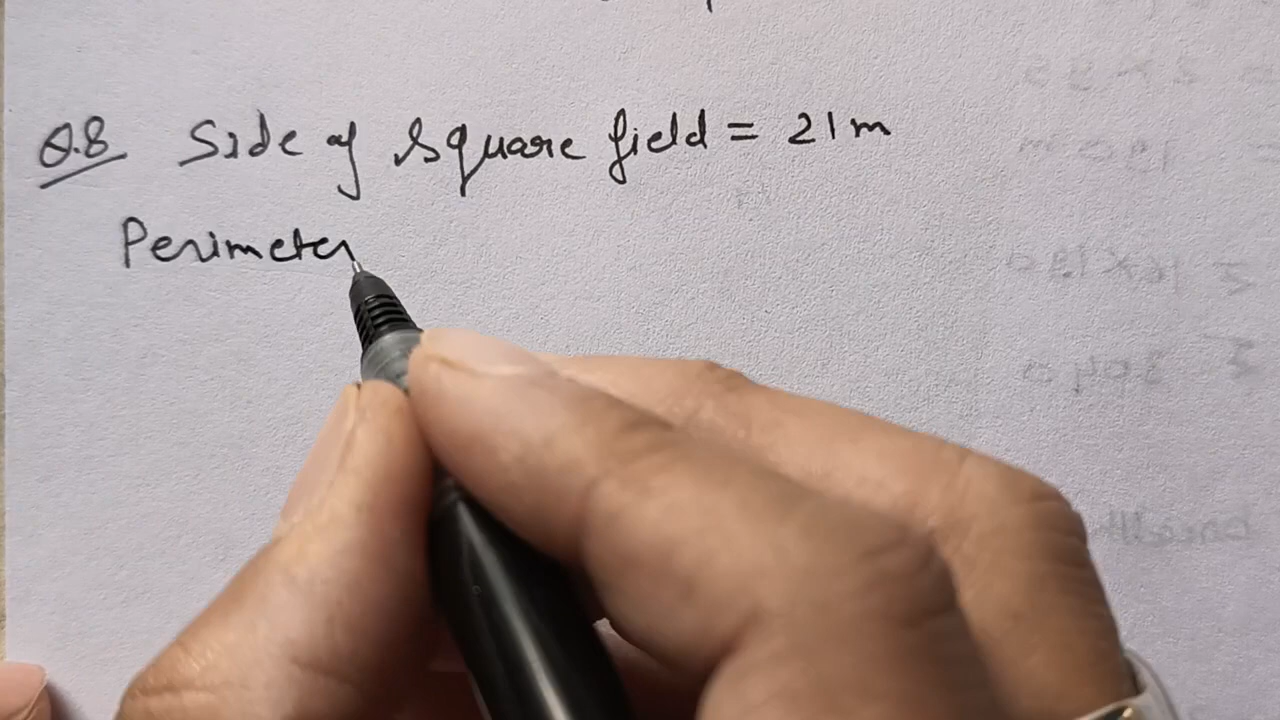 Q.8 Side of square field = 21 m
Perimeter